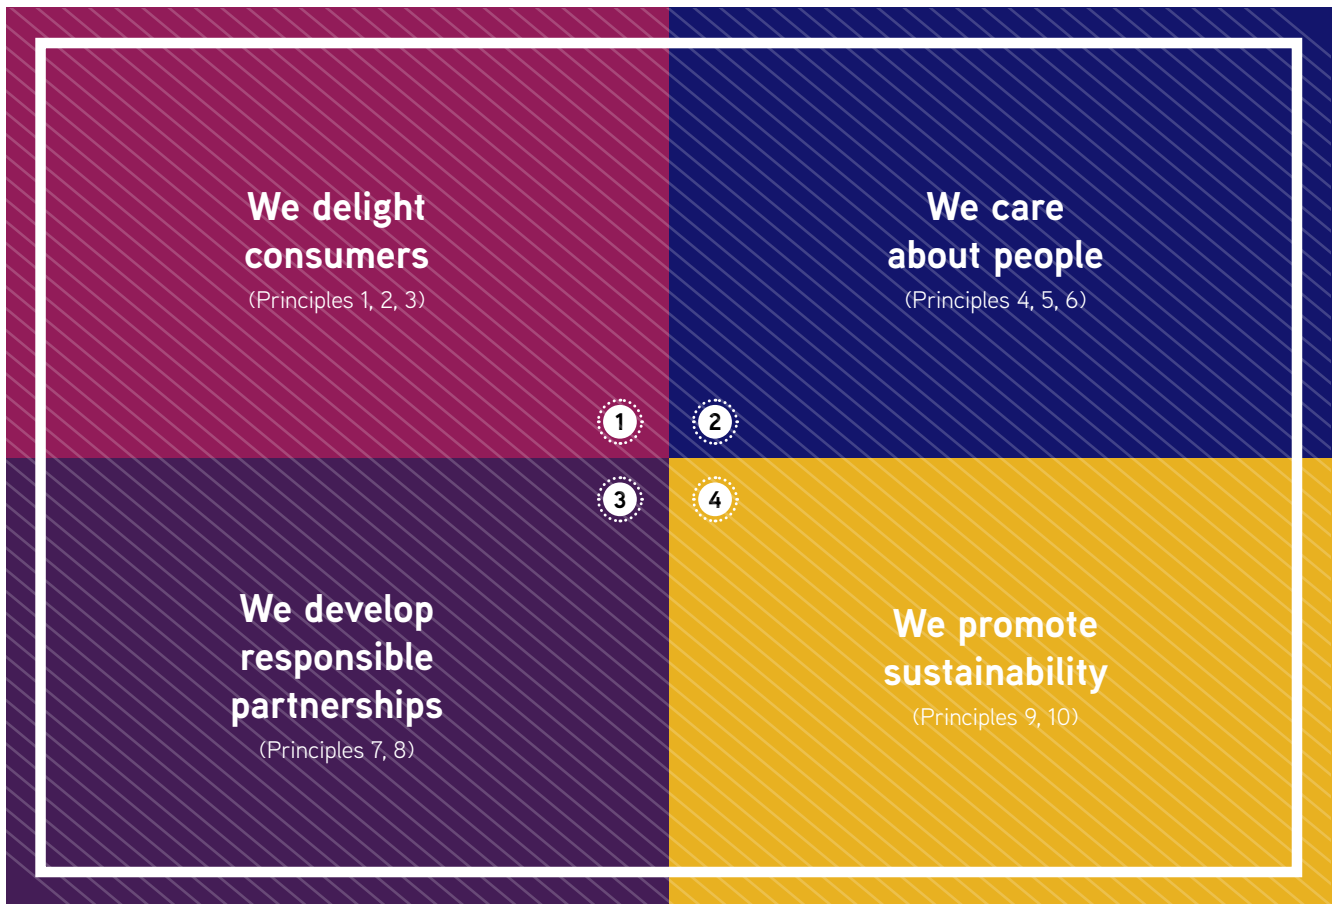 We delight
consumers
(Principles 1, 2, 3)
1
We care
about people
(Principles 4, 5, 6)
2
3
We develop
responsible
partnerships
(Principles 7, 8)
4
We promote
sustainability
(Principles 9, 10)